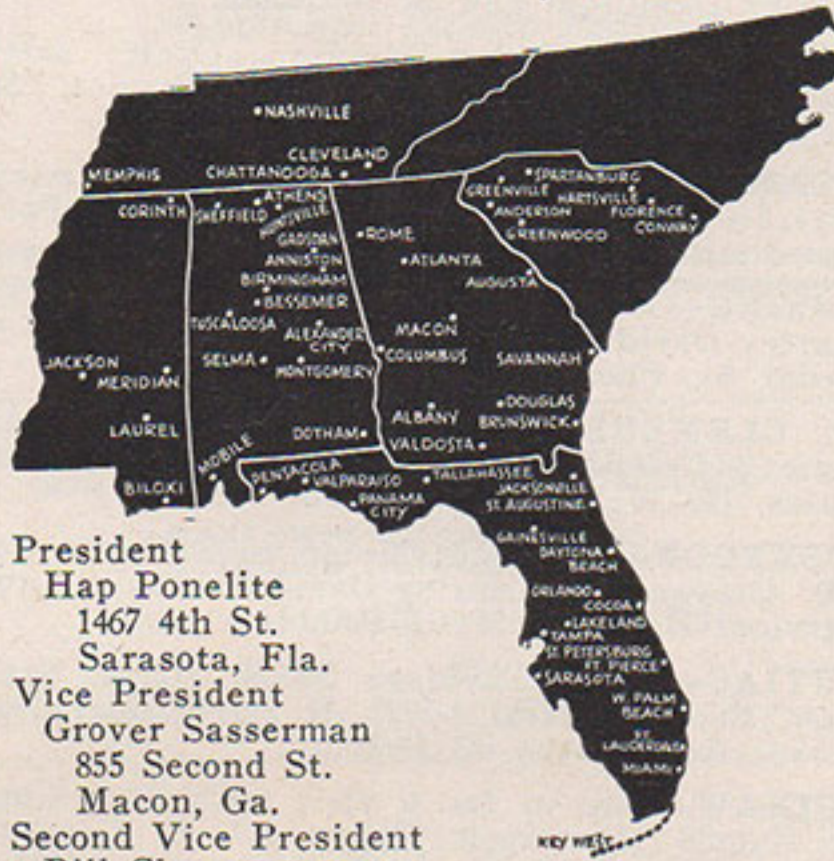 NASHVILLE
CLEVELAND
MEMPHIS
CHATTANOOGA
SPARTANBURG
GREENVILLE
HARTSVILLE
CORINTH
SHEFFIELD
ATHENS
HUNTSVILLE
ANDERSON
FLORENCE
CONWAY
GREENWOOD
GADSDAN
ROME
ANNISTON
ATLANTA
BIRMINGHAM
AUGUSTA
BESSEMER
TUSCALOOSA
ALEXANDER
CITY
MACON
JACKSON
MERIDIAN
SELMA
MONTGOMERY
COLUMBUS
SAVANNAH
LAUREL
DOTHAM
ALBANY
DOUGLAS
BRUNSWICK
VALDOSTA
BILOXI
MOBILE
PENSACOLA
VALPARAISO
PANAMA
CITY
TALLAHASSEE
JACKSONVILLE
ST. AUGUSTINE
GAINESVILLE
DAYTONA
BEACH
ORLANDO
COCOA
LAKELAND
TAMPA
ST. PETERSBURG
FT. PIERCE
SARASOTA
W. PALM
BEACH
FT.
LAUDERDALE
MIAMI
KEY WEST
President
Hap Ponelite
1467 4th St.
Sarasota, Fla.
Vice President
Grover Sasserman
855 Second St.
Macon, Ga.
Second Vice President